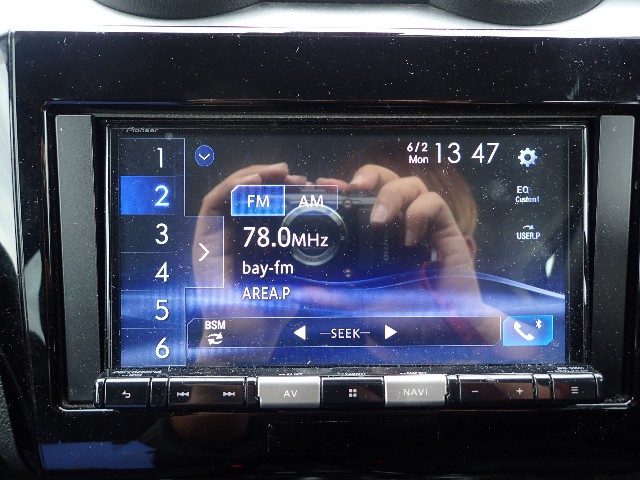 Pioneer
6/2
Mon 13 47
1
2
3
4
5
6
FM AM
EQ
Custom1
78.0MHz
USER.P
bay-fm
AREA.P
BSM
SEEK
AV
NAVI
- +